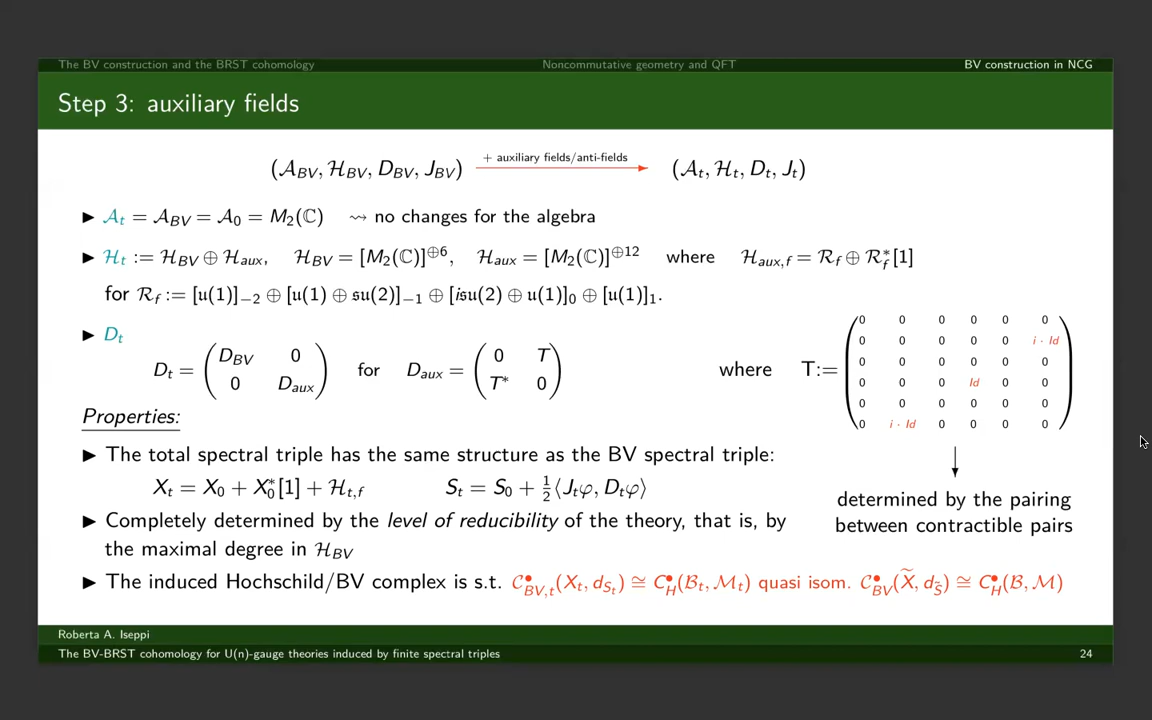 The BV construction and the BRST cohomology Noncommutative geometry and QFT BV construction in NCG
Step 3: auxiliary fields
(𝒜_BV, ℋ_BV, D_BV, J_BV) + auxiliary fields/anti-fields → (𝒜_t, ℋ_t, D_t, J_t)
▶ 𝒜_t = 𝒜_BV = 𝒜_0 = M_2(ℂ) ⇝ no changes for the algebra
▶ ℋ_t := ℋ_BV ⊕ ℋ_aux, ℋ_BV = [M_2(ℂ)]^⊕6, ℋ_aux = [M_2(ℂ)]^⊕12 where ℋ_aux,f = ℛ_f ⊕ ℛ_f^*[1]
for ℛ_f := [𝔲(1)]_−2 ⊕ [𝔲(1) ⊕ 𝔰𝔲(2)]_−1 ⊕ [i𝔰𝔲(2) ⊕ 𝔲(1)]_0 ⊕ [𝔲(1)]_1.
▶ D_t
D_t = ( D_BV 0 ; 0 D_aux ) for D_aux = ( 0 T ; T^* 0 ) where T:=
0 0 0 0 0 0
0 0 0 0 0 i · Id
0 0 0 0 0 0
0 0 0 Id 0 0
0 0 0 0 0 0
0 i · Id 0 0 0 0
Properties:
▶ The total spectral triple has the same structure as the BV spectral triple:
X_t = X_0 + X_0^*[1] + ℋ_t,f S_t = S_0 + ½⟨J_tφ, D_tφ⟩
determined by the pairing
between contractible pairs
▶ Completely determined by the level of reducibility of the theory, that is, by
the maximal degree in ℋ_BV
▶ The induced Hochschild/BV complex is s.t. 𝒞^•_BV,t(X_t, d_S_t) ≅ 𝒞^•_H(ℬ_t, ℳ_t) quasi isom. 𝒞^•_BV(X̃, d_S̃) ≅ 𝒞^•_H(ℬ, ℳ)
Roberta A. Iseppi
The BV-BRST cohomology for U(n)-gauge theories induced by finite spectral triples 24